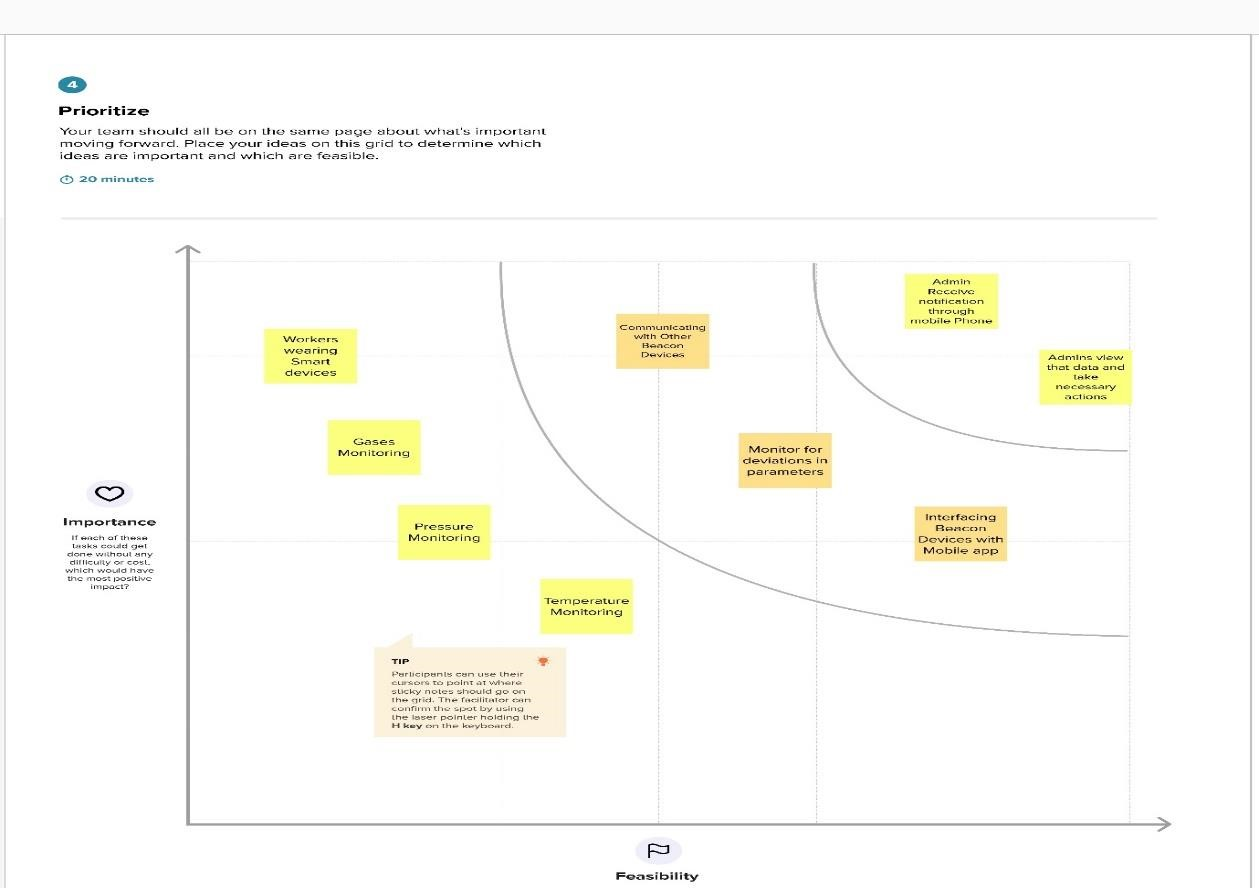 4
Prioritize
Your team should all be on the same page about what's important
moving forward. Place your ideas on this grid to determine which
ideas are important and which are feasible.
20 minutes
Admin
Receive
notification
through
mobile Phone
Communicating
with Other
Beacon
Devices
Workers
wearing
Smart
devices
Admins view
that data and
take
necessary
actions
Gases
Monitoring
Monitor for
deviations in
parameters
Pressure
Monitoring
Interfacing
Beacon
Devices with
Mobile app
Importance
If each of these
tasks could get
done without any
difficulty or cost,
which would have
the most positive
impact?
Temperature
Monitoring
TIP
Participants can use their
cursors to point at where
sticky notes should go on
the grid. The facilitator can
confirm the spot by using
the laser pointer holding the
H key on the keyboard.
Feasibility